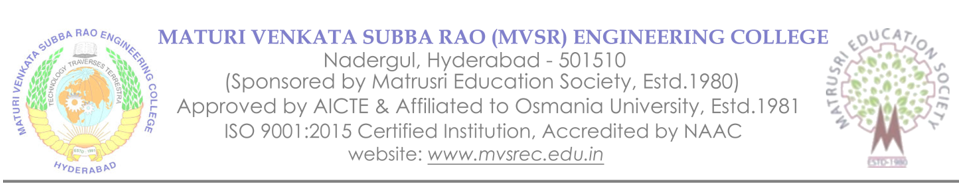 MATURI VENKATA SUBBA RAO (MVSR) ENGINEERING COLLEGE
Nadergul, Hyderabad - 501510
(Sponsored by Matrusri Education Society, Estd.1980)
Approved by AICTE & Affiliated to Osmania University, Estd.1981
ISO 9001:2015 Certified Institution, Accredited by NAAC
website: www.mvsrec.edu.in
MATURI VENKATA SUBBA RAO ENGINEERING COLLEGE
HYDERABAD
TECHNOLOGY TRAVERSES TERRESTRIAL
MATRUSRI EDUCATION SOCIETY
M
ESTD-1980